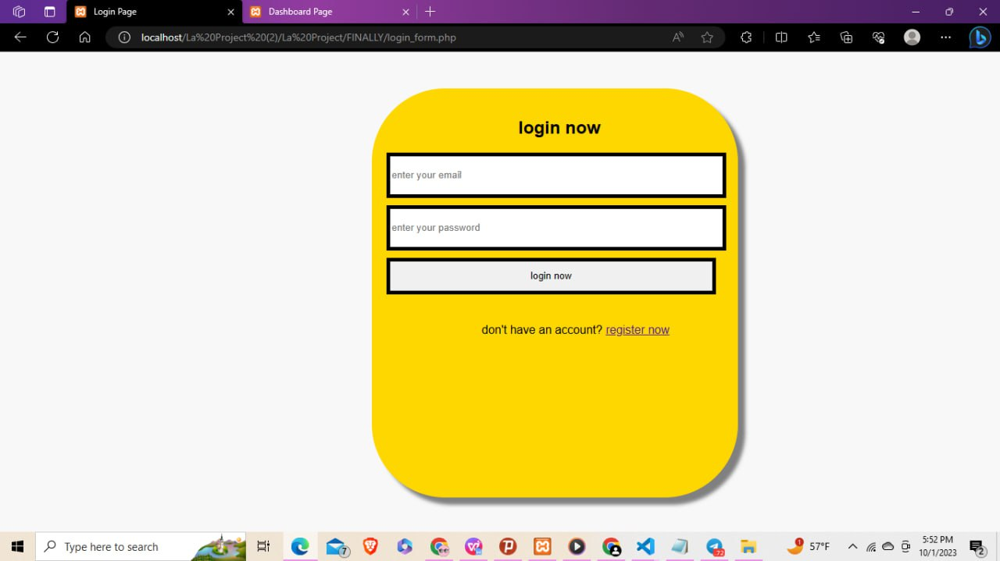 Login Page
Dashboard Page
localhost/La%20Project%20(2)/La%20Project/FINALLY/login_form.php
login now
enter your email
enter your password
login now
don't have an account? register now
Type here to search
7
72
1
57°F
5:52 PM
10/1/2023
2